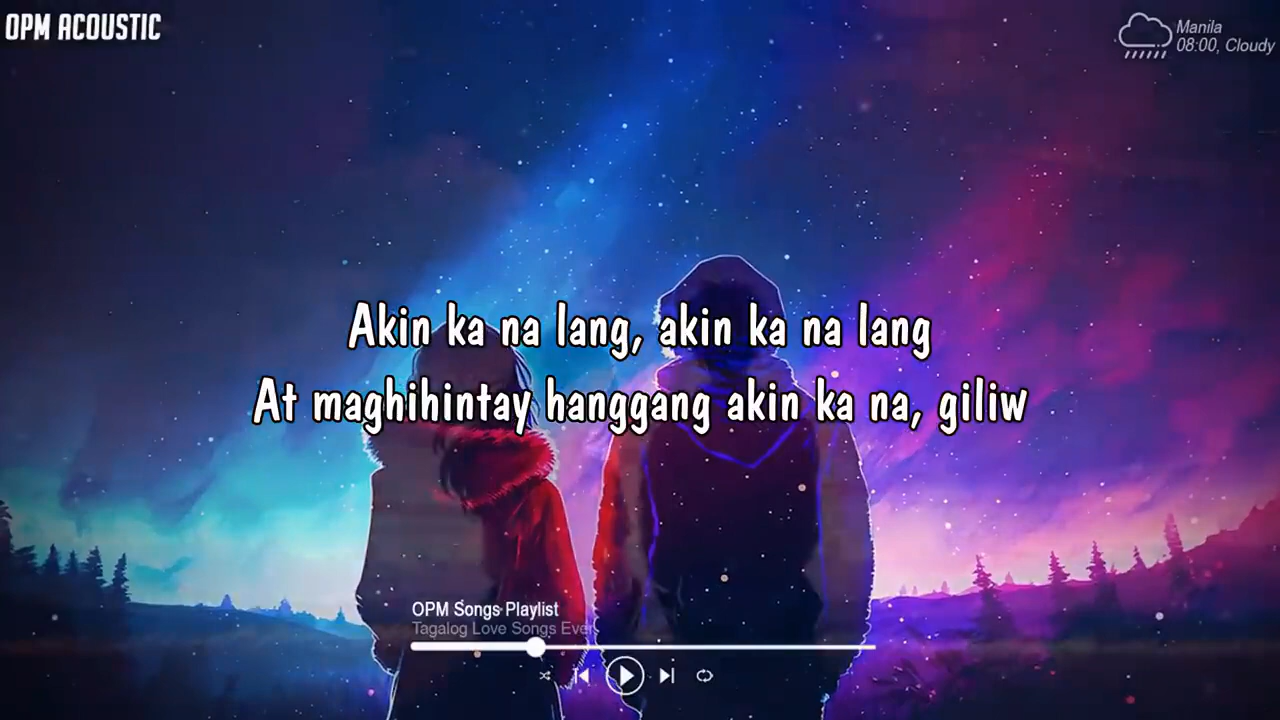 OPM ACOUSTIC
Manila
08:00, Cloudy
Akin ka na lang, akin ka na lang
At maghihintay hanggang akin ka na, giliw
OPM Songs Playlist
Tagalog Love Songs Ever